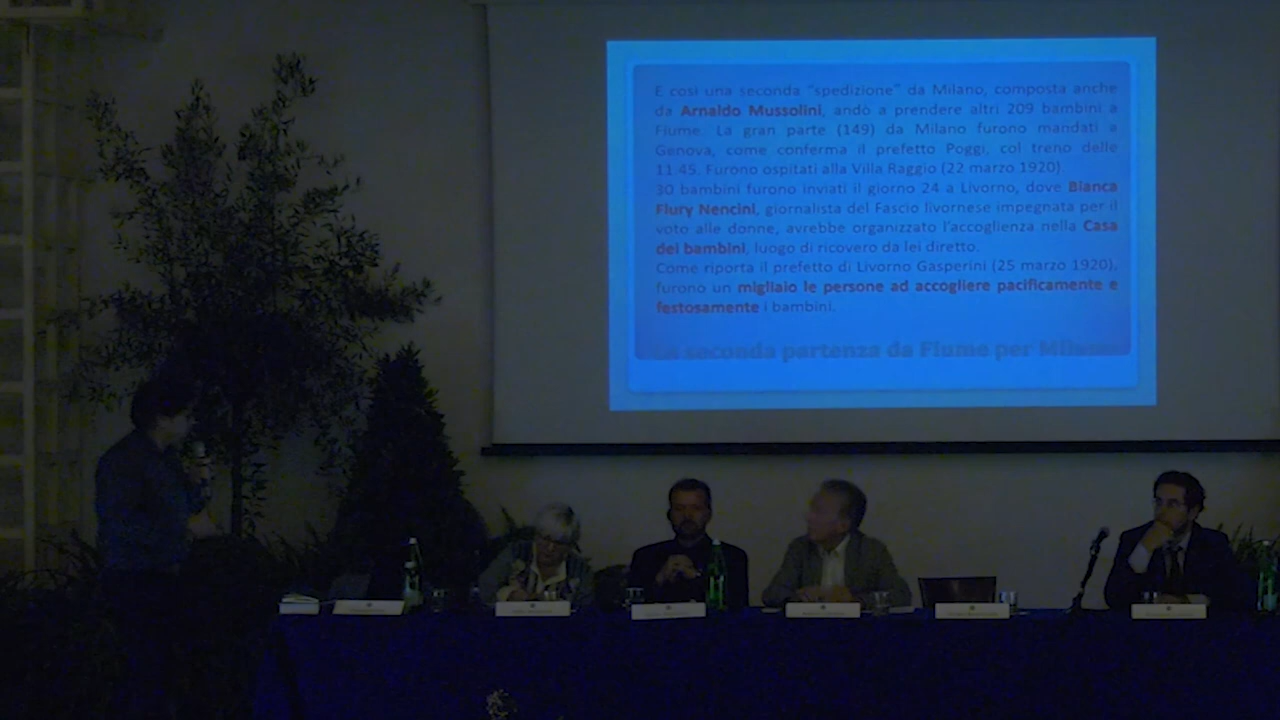 E così una seconda "spedizione" da Milano, composta anche
da Arnaldo Mussolini, andò a prendere altri 209 bambini a
Fiume. La gran parte (149) da Milano furono mandati a
Genova, come conferma il prefetto Poggi, col treno delle
11.45. Furono ospitati alla Villa Raggio (22 marzo 1920).
30 bambini furono inviati il giorno 24 a Livorno, dove Bianca
Flury Nencini, giornalista del Fascio livornese impegnata per il
voto alle donne, avrebbe organizzato l'accoglienza nella Casa
dei bambini, luogo di ricovero da lei diretto.
Come riporta il prefetto di Livorno Gasperini (25 marzo 1920),
furono un migliaio le persone ad accogliere pacificamente e
festosamente i bambini.
La seconda partenza da Fiume per Milano